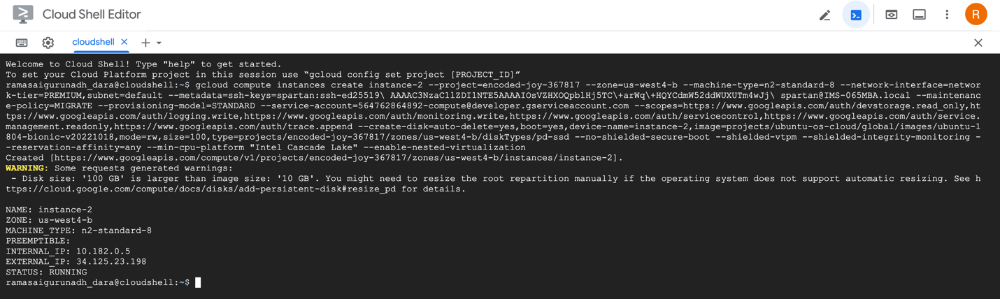 Cloud Shell Editor
R
cloudshell
Welcome to Cloud Shell! Type "help" to get started.
To set your Cloud Platform project in this session use “gcloud config set project [PROJECT_ID]”
ramasaigurunadh_dara@cloudshell:~$ gcloud compute instances create instance-2 --project=encoded-joy-367817 --zone=us-west4-b --machine-type=n2-standard-8 --network-interface=networ
k-tier=PREMIUM,subnet=default --metadata=ssh-keys=spartan:ssh-ed25519\ AAAAC3NzaC1lZDI1NTE5AAAAIOsVZHXOQpblHj5TC\+arWq\+HQYCdmW52ddWUXUTm4wJj\ spartan@IMS-065MBA.local --maintenanc
e-policy=MIGRATE --provisioning-model=STANDARD --service-account=564762864892-compute@developer.gserviceaccount.com --scopes=https://www.googleapis.com/auth/devstorage.read_only,ht
tps://www.googleapis.com/auth/logging.write,https://www.googleapis.com/auth/monitoring.write,https://www.googleapis.com/auth/servicecontrol,https://www.googleapis.com/auth/service.
management.readonly,https://www.googleapis.com/auth/trace.append --create-disk=auto-delete=yes,boot=yes,device-name=instance-2,image=projects/ubuntu-os-cloud/global/images/ubuntu-1
804-bionic-v20221018,mode=rw,size=100,type=projects/encoded-joy-367817/zones/us-west4-b/diskTypes/pd-ssd --no-shielded-secure-boot --shielded-vtpm --shielded-integrity-monitoring -
-reservation-affinity=any --min-cpu-platform "Intel Cascade Lake" --enable-nested-virtualization
Created [https://www.googleapis.com/compute/v1/projects/encoded-joy-367817/zones/us-west4-b/instances/instance-2].
WARNING: Some requests generated warnings:
 - Disk size: '100 GB' is larger than image size: '10 GB'. You might need to resize the root repartition manually if the operating system does not support automatic resizing. See h
ttps://cloud.google.com/compute/docs/disks/add-persistent-disk#resize_pd for details.
NAME: instance-2
ZONE: us-west4-b
MACHINE_TYPE: n2-standard-8
PREEMPTIBLE:
INTERNAL_IP: 10.182.0.5
EXTERNAL_IP: 34.125.23.198
STATUS: RUNNING
ramasaigurunadh_dara@cloudshell:~$